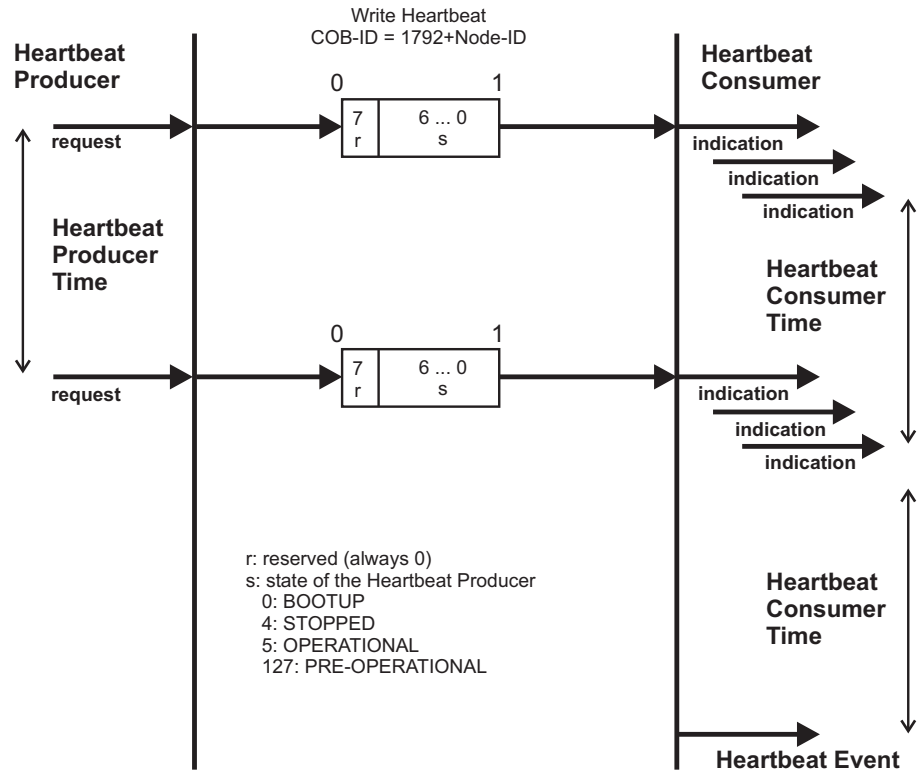 Write Heartbeat
COB-ID = 1792+Node-ID
Heartbeat
Producer
Heartbeat
Consumer
0
1
7
6 ... 0
r
s
request
indication
indication
indication
Heartbeat
Producer
Time
Heartbeat
Consumer
Time
0
1
7
6 ... 0
r
s
request
indication
indication
indication
r: reserved (always 0)
s: state of the Heartbeat Producer
0: BOOTUP
4: STOPPED
5: OPERATIONAL
127: PRE-OPERATIONAL
Heartbeat
Consumer
Time
Heartbeat Event